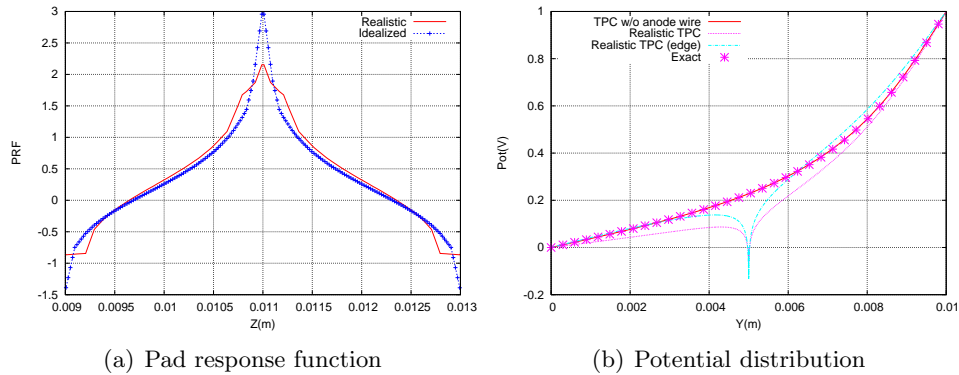 Realistic
Idealized
3
2.5
2
1.5
1
0.5
0
-0.5
-1
-1.5
PRF
0.009
0.0095
0.01
0.0105
0.011
0.0115
0.012
0.0125
0.013
Z(m)
(a) Pad response function
TPC w/o anode wire
Realistic TPC
Realistic TPC (edge)
Exact
1
0.8
0.6
0.4
0.2
0
-0.2
Pot(V)
0
0.002
0.004
0.006
0.008
0.01
Y(m)
(b) Potential distribution